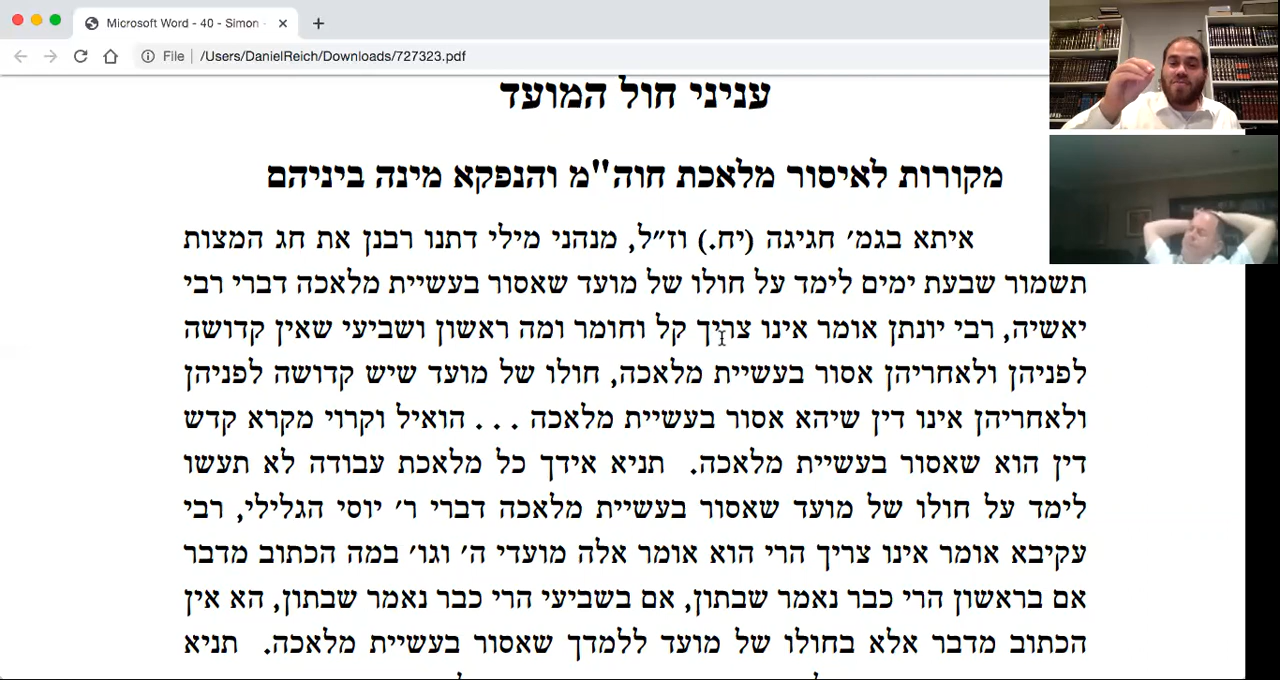 Microsoft Word - 40 - Simon
File
/Users/DanielReich/Downloads/727323.pdf
עניני חול המועד
מקורות לאיסור מלאכת חוה"מ והנפקא מינה ביניהם
איתא בגמ׳ חגיגה (יח.) וז״ל, מנהני מילי דתנו רבנן את חג המצות
תשמור שבעת ימים לימד על חולו של מועד שאסור בעשיית מלאכה דברי רבי
יאשיה, רבי יונתן אומר אינו צריך קל וחומר ומה ראשון ושביעי שאין קדושה
לפניהן ולאחריהן אסור בעשיית מלאכה, חולו של מועד שיש קדושה לפניהן
ולאחריהן אינו דין שיהא אסור בעשיית מלאכה . . . הואיל וקרוי מקרא קדש
דין הוא שאסור בעשיית מלאכה. תניא אידך כל מלאכת עבודה לא תעשו
לימד על חולו של מועד שאסור בעשיית מלאכה דברי ר׳ יוסי הגלילי, רבי
עקיבא אומר אינו צריך הרי הוא אומר אלה מועדי ה׳ וגו׳ במה הכתוב מדבר
אם בראשון הרי כבר נאמר שבתון, אם בשביעי הרי כבר נאמר שבתון, הא אין
הכתוב מדבר אלא בחולו של מועד ללמדך שאסור בעשיית מלאכה. תניא